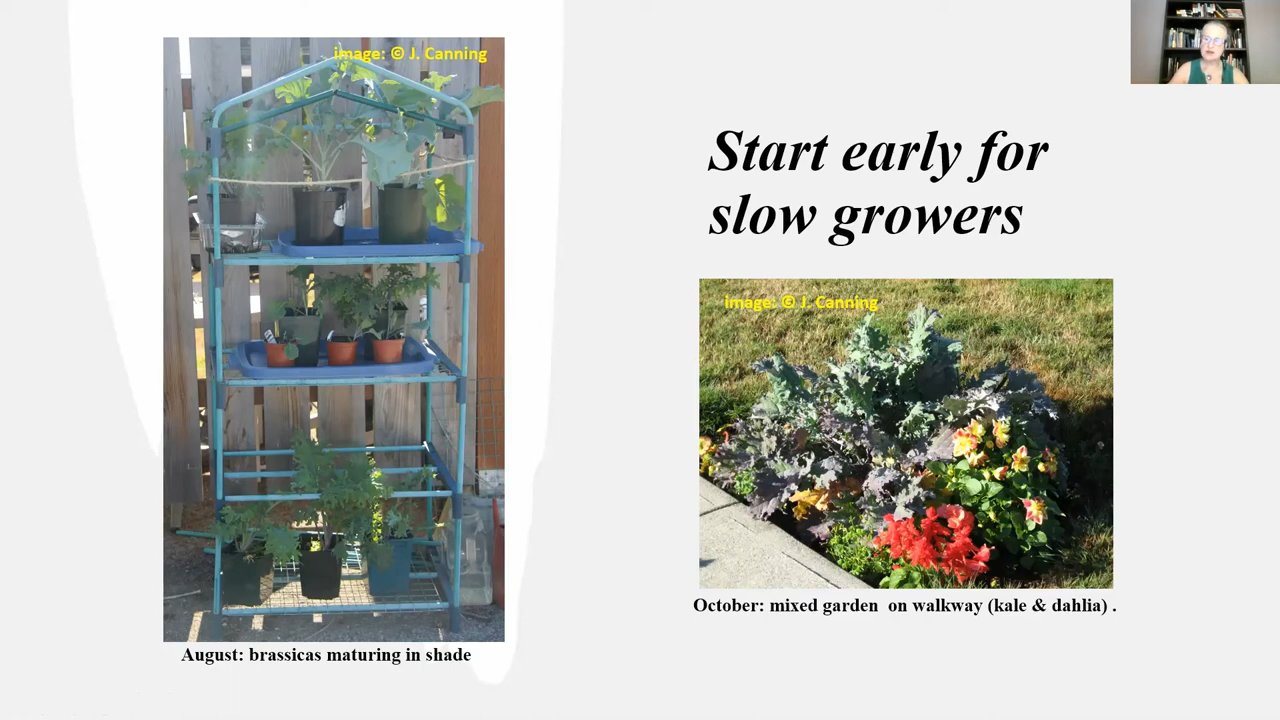 image: © J. Canning
Start early for
slow growers
image: © J. Canning
August: brassicas maturing in shade
October: mixed garden on walkway (kale & dahlia) .